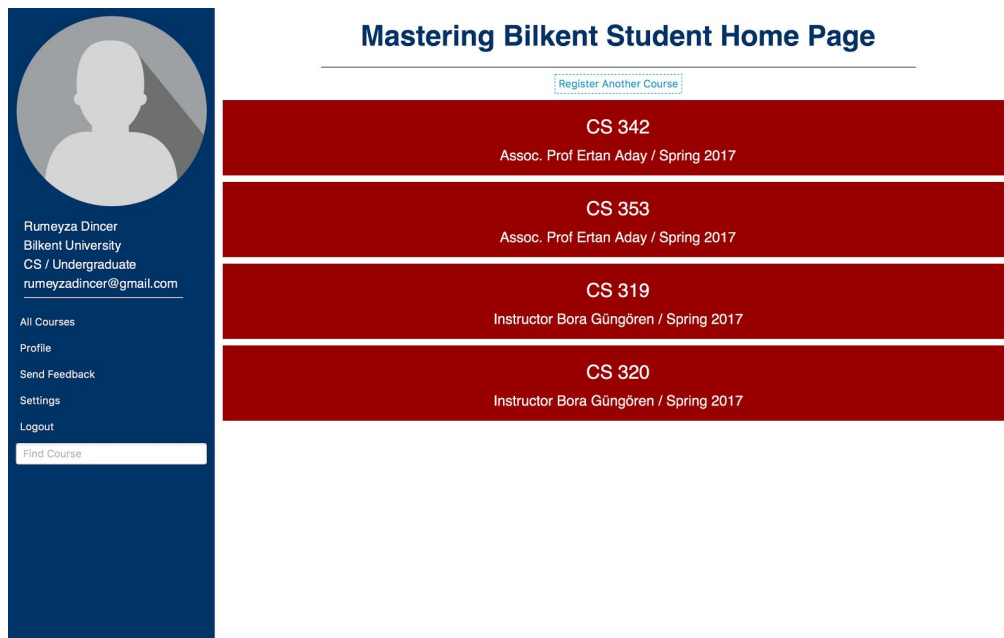 Rumeyza Dincer
Bilkent University
CS / Undergraduate
rumeyzadincer@gmail.com
All Courses
Profile
Send Feedback
Settings
Logout
Find Course
Mastering Bilkent Student Home Page
Register Another Course
CS 342
Assoc. Prof Ertan Aday / Spring 2017
CS 353
Assoc. Prof Ertan Aday / Spring 2017
CS 319
Instructor Bora Güngören / Spring 2017
CS 320
Instructor Bora Güngören / Spring 2017